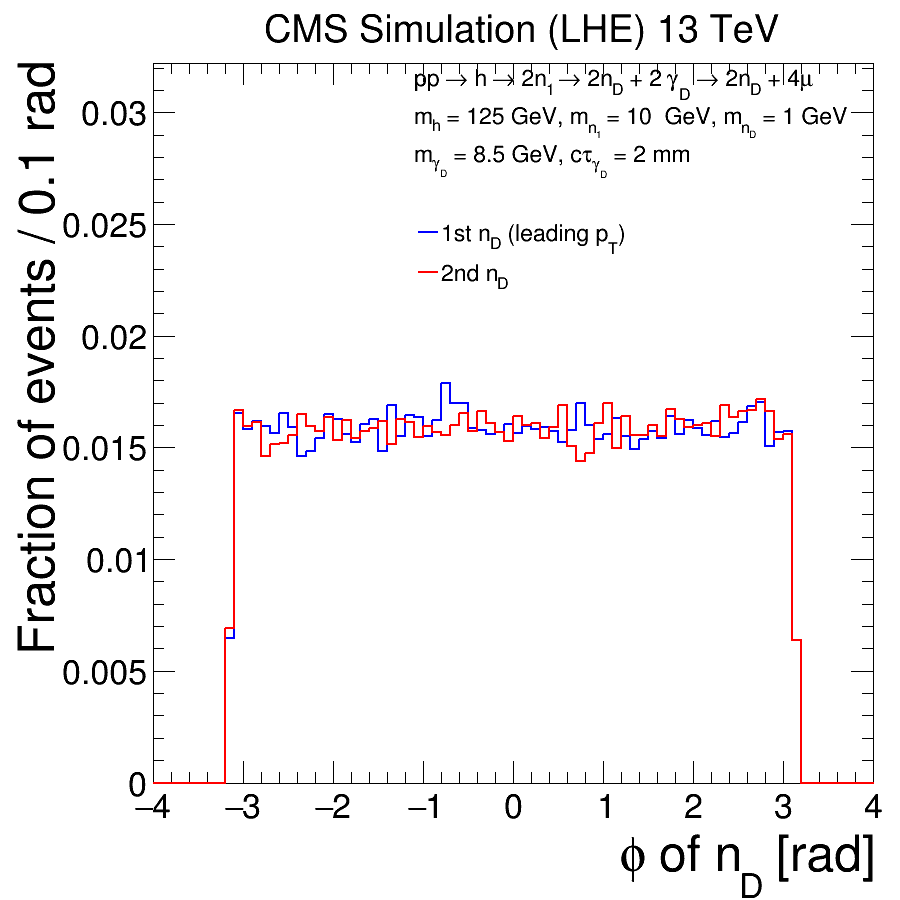 CMS Simulation (LHE) 13 TeV
pp → h → 2n1 → 2nD + 2 γD → 2nD + 4μ
mh = 125 GeV, mn1 = 10 GeV, mnD = 1 GeV
mγD = 8.5 GeV, cτγD = 2 mm
1st nD (leading pT)
2nd nD
Fraction of events / 0.1 rad
0.03
0.025
0.02
0.015
0.01
0.005
0
−4 −3 −2 −1 0 1 2 3 4
ϕ of nD [rad]